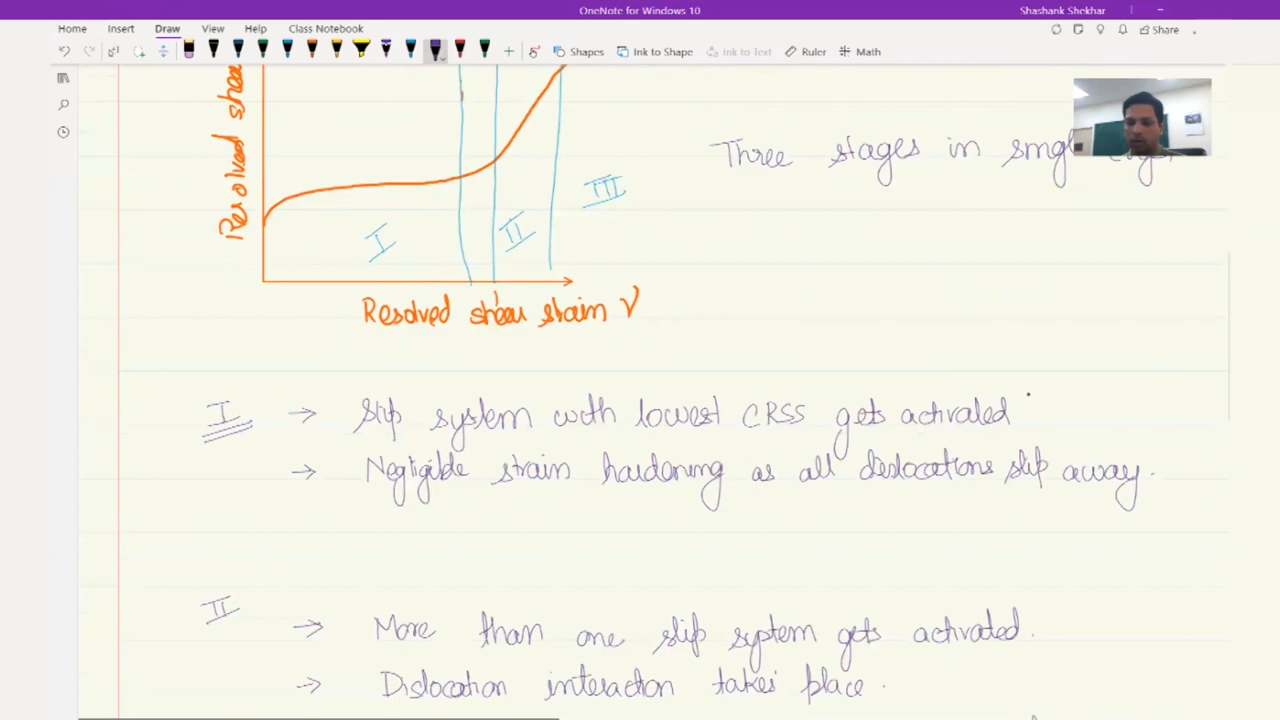 OneNote for Windows 10
Shashank Shekhar
Home Insert Draw View Help Class Notebook
Share
Shapes Ink to Shape Ink to Text Ruler Math
Resolved shear
Three stages in single
I II III
Resolved shear strain γ
I → Slip system with lowest CRSS gets activated
→ Negligible strain hardening as all dislocations slip away.
II → More than one slip system gets activated.
→ Dislocation interaction takes place.